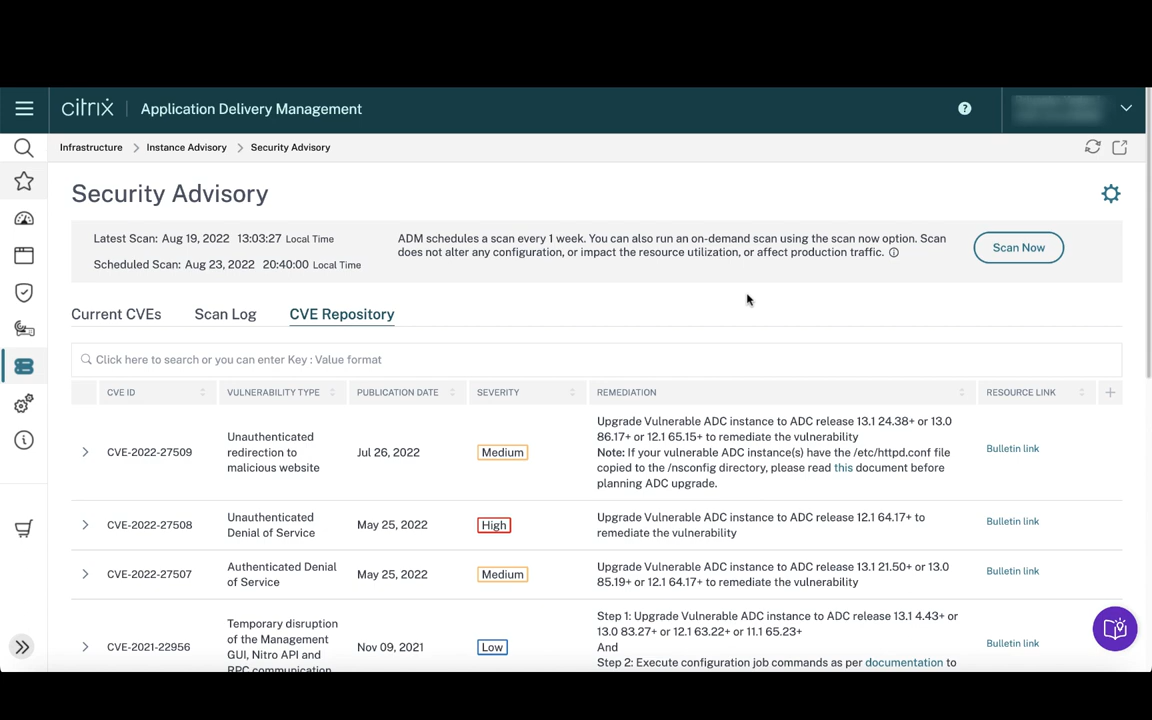 citrix | Application Delivery Management
Infrastructure > Instance Advisory > Security Advisory
Security Advisory
Latest Scan: Aug 19, 2022 13:03:27 Local Time
Scheduled Scan: Aug 23, 2022 20:40:00 Local Time
ADM schedules a scan every 1 week. You can also run an on-demand scan using the scan now option. Scan
does not alter any configuration, or impact the resource utilization, or affect production traffic.
Scan Now
Current CVEs Scan Log CVE Repository
Click here to search or you can enter Key : Value format
CVE ID VULNERABILITY TYPE PUBLICATION DATE SEVERITY REMEDIATION RESOURCE LINK
CVE-2022-27509
Unauthenticated
redirection to
malicious website
Jul 26, 2022
Medium
Upgrade Vulnerable ADC instance to ADC release 13.1 24.38+ or 13.0
86.17+ or 12.1 65.15+ to remediate the vulnerability
Note: If your vulnerable ADC instance(s) have the /etc/httpd.conf file
copied to the /nsconfig directory, please read this document before
planning ADC upgrade.
Bulletin link
CVE-2022-27508
Unauthenticated
Denial of Service
May 25, 2022
High
Upgrade Vulnerable ADC instance to ADC release 12.1 64.17+ to
remediate the vulnerability
Bulletin link
CVE-2022-27507
Authenticated Denial
of Service
May 25, 2022
Medium
Upgrade Vulnerable ADC instance to ADC release 13.1 21.50+ or 13.0
85.19+ or 12.1 64.17+ to remediate the vulnerability
Bulletin link
CVE-2021-22956
Temporary disruption
of the Management
GUI, Nitro API and
RPC communication
Nov 09, 2021
Low
Step 1: Upgrade Vulnerable ADC instance to ADC release 13.1 4.43+ or
13.0 83.27+ or 12.1 63.22+ or 11.1 65.23+
And
Step 2: Execute configuration job commands as per documentation to
Bulletin link